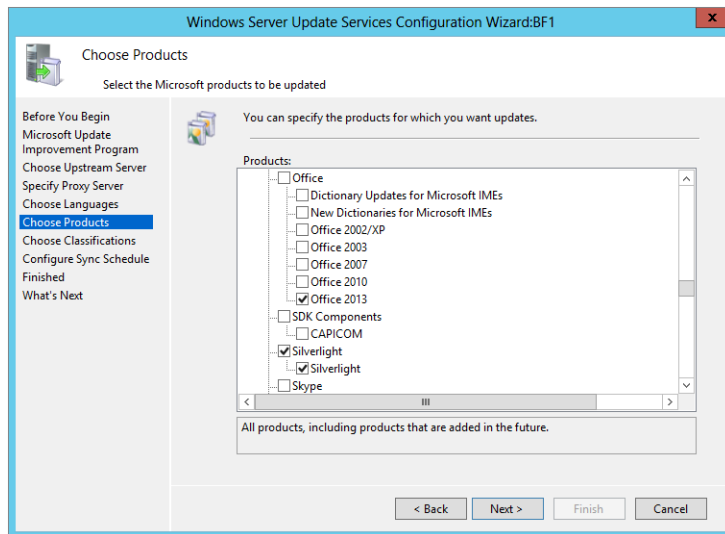 Windows Server Update Services Configuration Wizard:BF1
x
Choose Products
Select the Microsoft products to be updated
Before You Begin
Microsoft Update
Improvement Program
Choose Upstream Server
Specify Proxy Server
Choose Languages
Choose Products
Choose Classifications
Configure Sync Schedule
Finished
What's Next
You can specify the products for which you want updates.
Products:
Office
Dictionary Updates for Microsoft IMEs
New Dictionaries for Microsoft IMEs
Office 2002/XP
Office 2003
Office 2007
Office 2010
Office 2013
SDK Components
CAPICOM
Silverlight
Silverlight
Skype
All products, including products that are added in the future.
< Back
Next >
Finish
Cancel